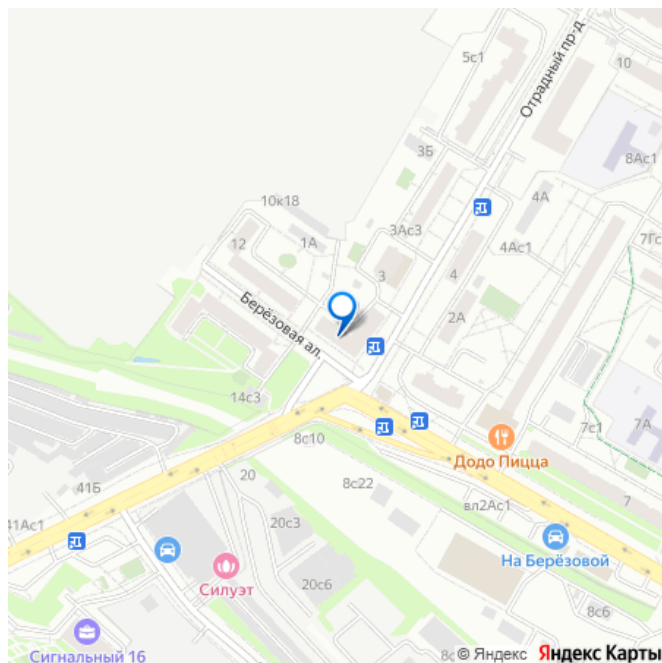 5с1
Отрадный пр-д
10
3Б
8Ас1
4А
10к18
3Ас3
7Гс
1А
12
4Ас1
3
4
Берёзовая ал.
2А
14с3
7с1
7А
8с10
Додо Пицца
20
8с22
41Б
вл2Ас1
7
41Ас1
20с3
На Берёзовой
Силуэт
20с6
8с6
Сигнальный 16
8с
© Яндекс Яндекс Карты